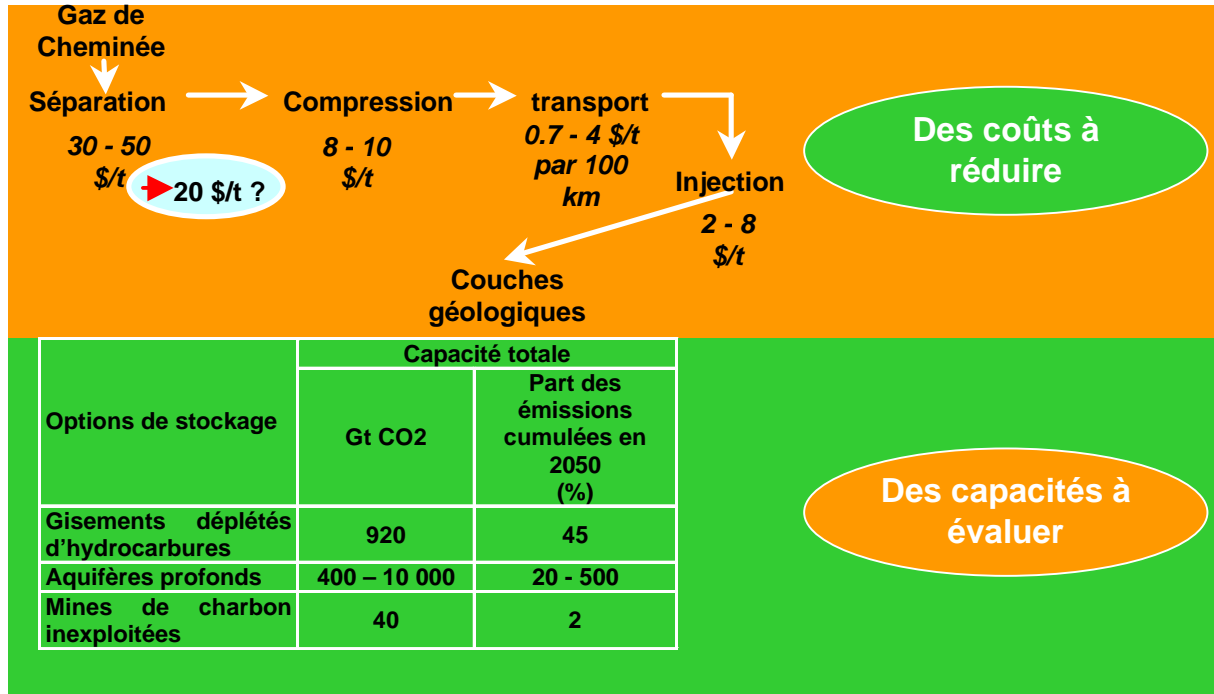 Gaz de
Cheminée
Séparation
Compression
transport
30 - 50
$/t
20 $/t ?
8 - 10
$/t
0.7 - 4 $/t
par 100
km
Injection
2 - 8
$/t
Couches
géologiques
Des coûts à
réduire
Options de stockage
Capacité totale
Gt CO2
Part des
émissions
cumulées en
2050
(%)
Gisements déplétés
d'hydrocarbures
920
45
Aquifères profonds
400 – 10 000
20 - 500
Mines de charbon
inexploitées
40
2
Des capacités à
évaluer